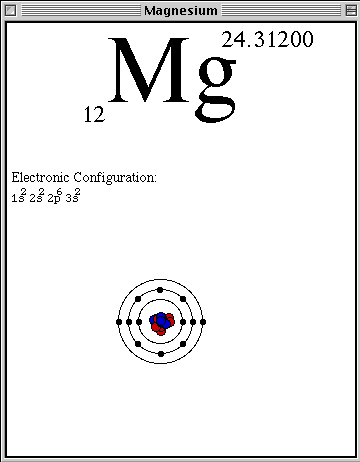 Magnesium
24.31200
Mg
12
Electronic Configuration:
1s² 2s² 2p⁶ 3s²